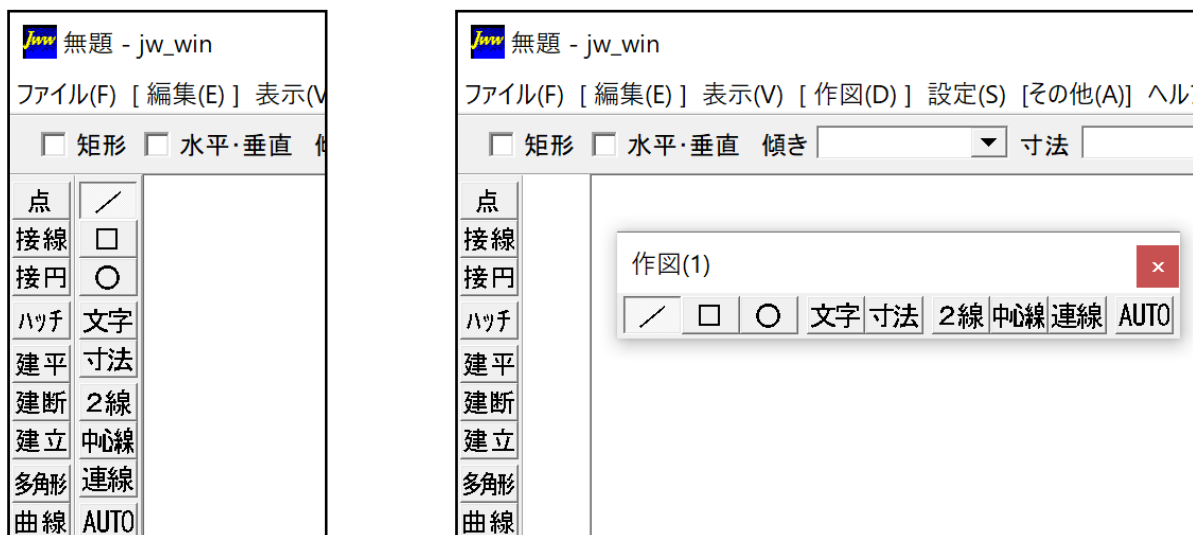 Jww 無題 - jw_win
ファイル(F) [ 編集(E) ] 表示(V
矩形 水平・垂直
点
接線
接円
ハッチ 文字
建平 寸法
建断 2線
建立 中心線
多角形 連線
曲線 AUTO
Jww 無題 - jw_win
ファイル(F) [ 編集(E) ] 表示(V) [ 作図(D) ] 設定(S) [その他(A)] ヘル
矩形 水平・垂直 傾き 寸法
点
接線
接円
ハッチ
建平
建断
建立
多角形
曲線
作図(1)
文字 寸法 2線 中心線 連線 AUTO